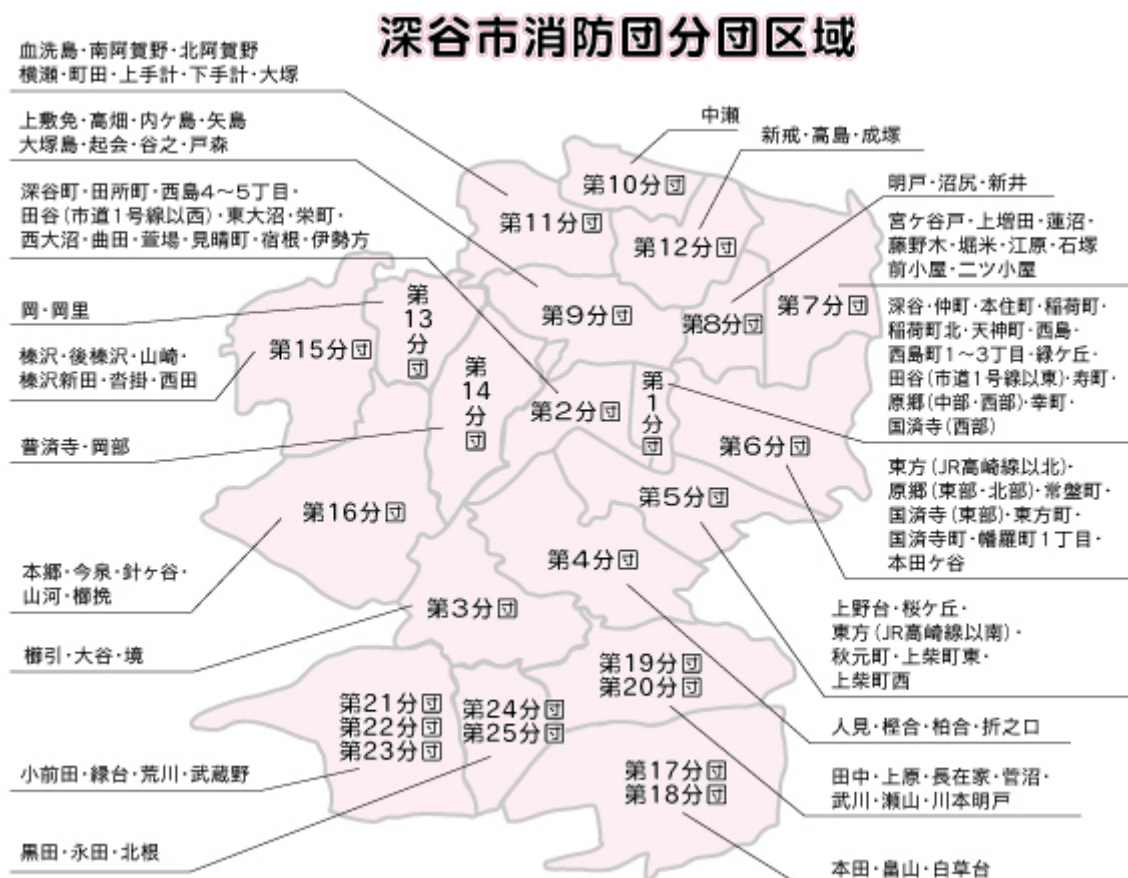 深谷市消防団分団区域
血洗島･南阿賀野･北阿賀野
横瀬･町田･上手計･下手計･大塚
上敷免･高畑･内ケ島･矢島
大塚島･起会･谷之･戸森
深谷町･田所町･西島4～5丁目･
田谷(市道1号線以西)･東大沼･栄町･
西大沼･曲田･萱場･見晴町･宿根･伊勢方
岡･岡里
榛沢･後榛沢･山崎･
榛沢新田･沓掛･西田
普済寺･岡部
本郷･今泉･針ヶ谷･
山河･櫛挽
櫛引･大谷･境
小前田･緑台･荒川･武蔵野
黒田･永田･北根
中瀬
新戒･高島･成塚
明戸･沼尻･新井
宮ケ谷戸･上増田･蓮沼･
藤野木･堀米･江原･石塚
前小屋･二ツ小屋
深谷･仲町･本住町･稲荷町･
稲荷町北･天神町･西島･
西島町1～3丁目･緑ケ丘･
田谷(市道1号線以東)･寿町･
原郷(中部･西部)･幸町･
国済寺(西部)
東方(JR高崎線以北)･
原郷(東部･北部)･常盤町･
国済寺(東部)･東方町･
国済寺町･幡羅町1丁目･
本田ケ谷
上野台･桜ケ丘･
東方(JR高崎線以南)･
秋元町･上柴町東･
上柴町西
人見･樫合･柏合･折之口
田中･上原･長在家･菅沼･
武川･瀬山･川本明戸
本田･畠山･白草台
第10分団
第11分団
第12分団
第13分団
第9分団
第8分団
第7分団
第15分団
第14分団
第2分団
第1分団
第6分団
第5分団
第16分団
第4分団
第3分団
第19分団
第20分団
第21分団
第22分団
第23分団
第24分団
第25分団
第17分団
第18分団